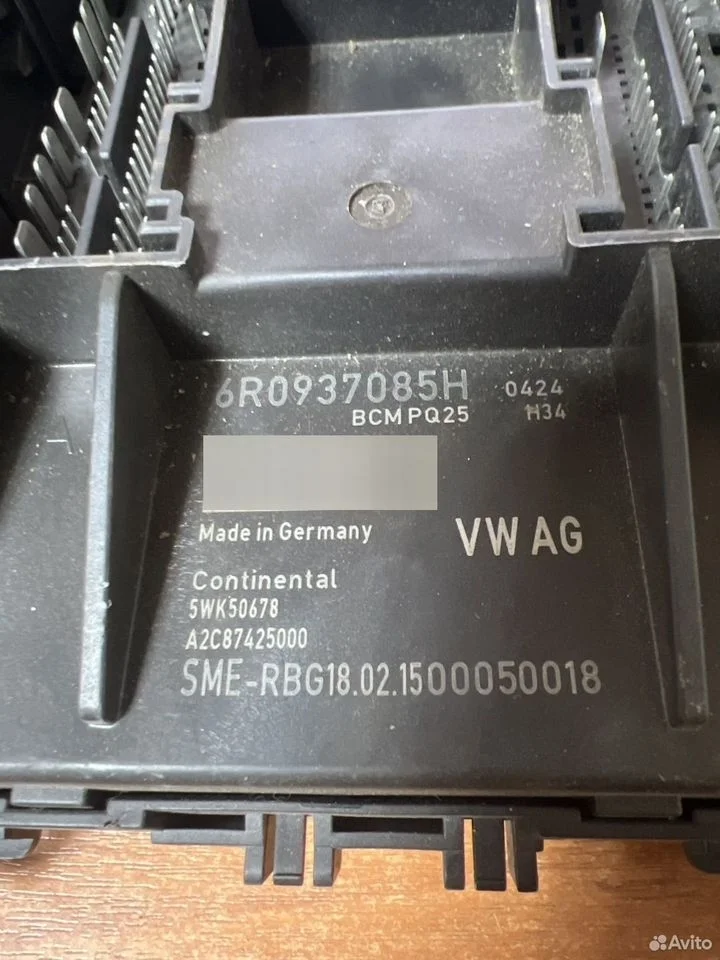 6R0937085H 0424
BCM PQ25 H34
A
Made in Germany VW AG
Continental
5WK50678
A2C87425000
SME-RBG18.02.1500050018
Avito